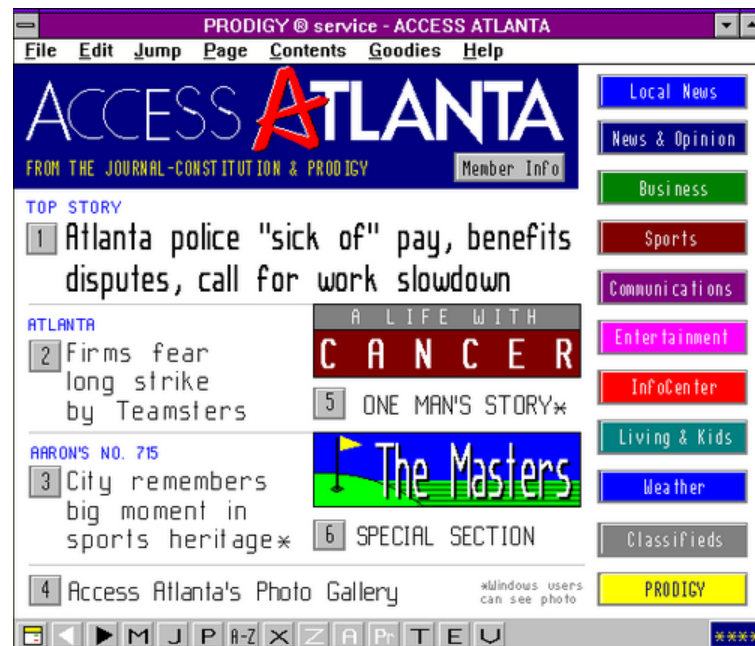 PRODIGY ® service - ACCESS ATLANTA
File Edit Jump Page Contents Goodies Help
ACCESS ATLANTA
FROM THE JOURNAL-CONSTITUTION & PRODIGY
Member Info
TOP STORY
1 Atlanta police "sick of" pay, benefits
disputes, call for work slowdown
ATLANTA
2 Firms fear
long strike
by Teamsters
A LIFE WITH
CANCER
5 ONE MAN'S STORY*
AARON'S NO. 715
3 City remembers
big moment in
sports heritage*
The Masters
6 SPECIAL SECTION
4 Access Atlanta's Photo Gallery
*Windows users
can see photo
Local News
News & Opinion
Business
Sports
Communications
Entertainment
InfoCenter
Living & Kids
Weather
Classifieds
PRODIGY
M J P A-Z X Z A Pr T E U
****